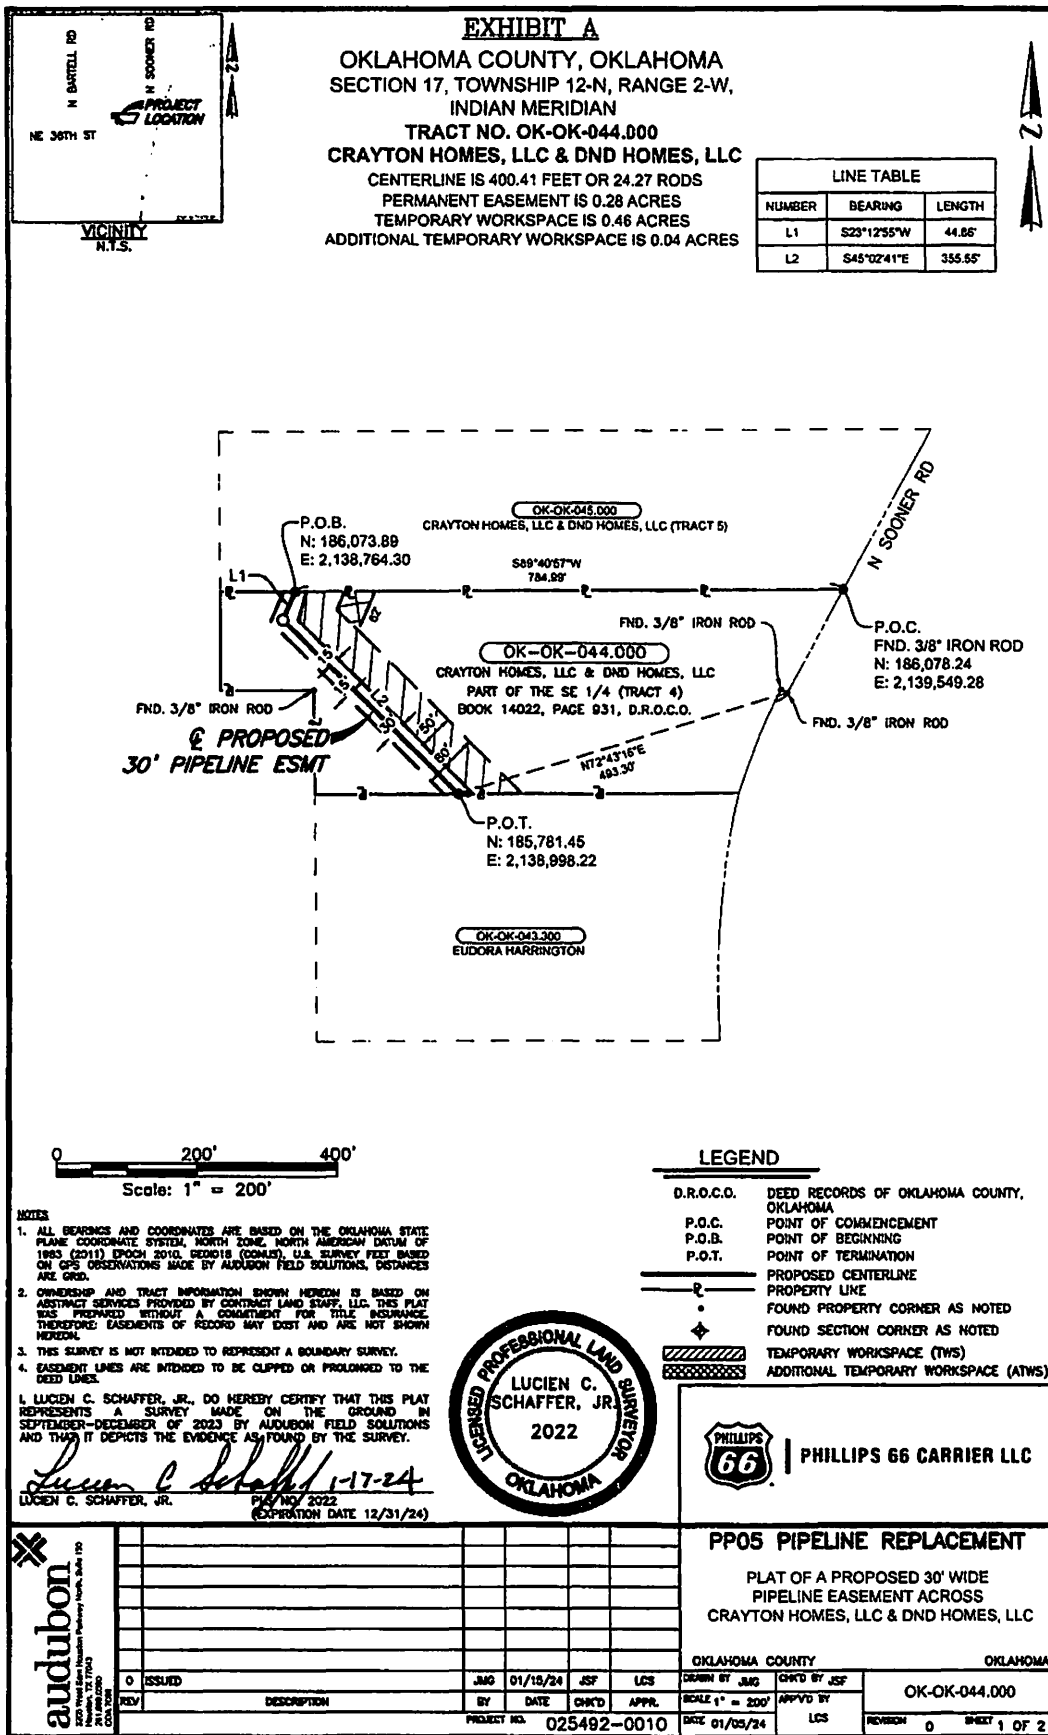 EXHIBIT A
OKLAHOMA COUNTY, OKLAHOMA
SECTION 17, TOWNSHIP 12-N, RANGE 2-W,
INDIAN MERIDIAN
TRACT NO. OK-OK-044.000
CRAYTON HOMES, LLC & DND HOMES, LLC
CENTERLINE IS 400.41 FEET OR 24.27 RODS
PERMANENT EASEMENT IS 0.28 ACRES
TEMPORARY WORKSPACE IS 0.46 ACRES
ADDITIONAL TEMPORARY WORKSPACE IS 0.04 ACRES
N BARTELL RD
N SOONER RD
PROJECT
LOCATION
NE 36TH ST
VICINITY
N.T.S.
N
N
LINE TABLE
NUMBER BEARING LENGTH
L1 S23°12'55"W 44.86'
L2 S45°02'41"E 355.55'
OK-OK-045.000
CRAYTON HOMES, LLC & DND HOMES, LLC (TRACT 5)
P.O.B.
N: 186,073.89
E: 2,138,764.30
S89°40'57"W
784.99'
N SOONER RD
L1
FND. 3/8" IRON ROD
P.O.C.
FND. 3/8" IRON ROD
N: 186,078.24
E: 2,139,549.28
OK-OK-044.000
CRAYTON HOMES, LLC & DND HOMES, LLC
PART OF THE SE 1/4 (TRACT 4)
BOOK 14022, PAGE 931, D.R.O.C.O.
15'
15'
L2
30'
50'
FND. 3/8" IRON ROD
FND. 3/8" IRON ROD
℄ PROPOSED
30' PIPELINE ESMT
N72°43'16"E
493.30'
P.O.T.
N: 185,781.45
E: 2,138,998.22
OK-OK-043.300
EUDORA HARRINGTON
0 200' 400'
Scale: 1" = 200'
NOTES
1. ALL BEARINGS AND COORDINATES ARE BASED ON THE OKLAHOMA STATE
PLANE COORDINATE SYSTEM, NORTH ZONE, NORTH AMERICAN DATUM OF
1983 (2011) EPOCH 2010, GEOID18 (CONUS), U.S. SURVEY FEET BASED
ON GPS OBSERVATIONS MADE BY AUDUBON FIELD SOLUTIONS, DISTANCES
ARE GRID.
2. OWNERSHIP AND TRACT INFORMATION SHOWN HEREON IS BASED ON
ABSTRACT SERVICES PROVIDED BY CONTRACT LAND STAFF, LLC. THIS PLAT
WAS PREPARED WITHOUT A COMMITMENT FOR TITLE INSURANCE,
THEREFORE; EASEMENTS OF RECORD MAY EXIST AND ARE NOT SHOWN
HEREON.
3. THIS SURVEY IS NOT INTENDED TO REPRESENT A BOUNDARY SURVEY.
4. EASEMENT LINES ARE INTENDED TO BE CLIPPED OR PROLONGED TO THE
DEED LINES.
I, LUCIEN C. SCHAFFER, JR., DO HEREBY CERTIFY THAT THIS PLAT
REPRESENTS A SURVEY MADE ON THE GROUND IN
SEPTEMBER-DECEMBER OF 2023 BY AUDUBON FIELD SOLUTIONS
AND THAT IT DEPICTS THE EVIDENCE AS FOUND BY THE SURVEY.
Lucien C Schaffer 1-17-24
LUCIEN C. SCHAFFER, JR. PLS NO. 2022
(EXPIRATION DATE 12/31/24)
LICENSED PROFESSIONAL LAND SURVEYOR
LUCIEN C.
SCHAFFER, JR.
2022
OKLAHOMA
LEGEND
D.R.O.C.O. DEED RECORDS OF OKLAHOMA COUNTY,
OKLAHOMA
P.O.C. POINT OF COMMENCEMENT
P.O.B. POINT OF BEGINNING
P.O.T. POINT OF TERMINATION
PROPOSED CENTERLINE
PROPERTY LINE
FOUND PROPERTY CORNER AS NOTED
FOUND SECTION CORNER AS NOTED
TEMPORARY WORKSPACE (TWS)
ADDITIONAL TEMPORARY WORKSPACE (ATWS)
PHILLIPS
66
PHILLIPS 66 CARRIER LLC
PP05 PIPELINE REPLACEMENT
PLAT OF A PROPOSED 30' WIDE
PIPELINE EASEMENT ACROSS
CRAYTON HOMES, LLC & DND HOMES, LLC
OKLAHOMA COUNTY OKLAHOMA
audubon
0 ISSUED JMG 01/15/24 JSF LCS
REV DESCRIPTION BY DATE CHK'D APPR.
PROJECT NO. 025492-0010
DRAWN BY JMG CHK'D BY JSF
SCALE 1" = 200' APPV'D BY
DATE 01/05/24 LCS
OK-OK-044.000
REVISION 0 SHEET 1 OF 2